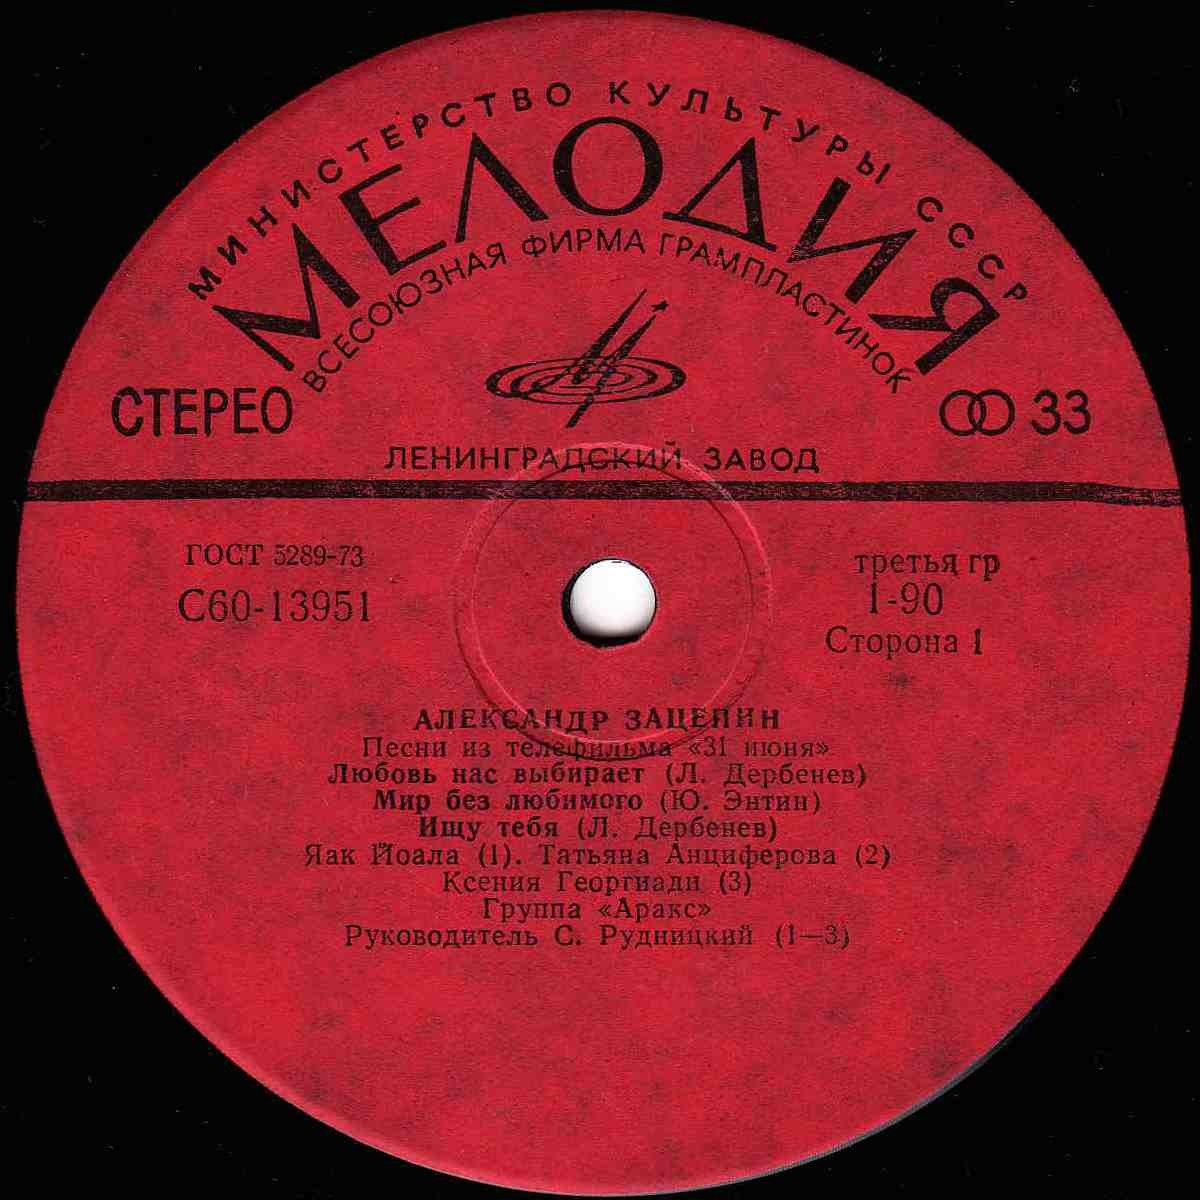 МИНИСТЕРСТВО КУЛЬТУРЫ СССР
МЕЛОДИЯ
ВСЕСОЮЗНАЯ ФИРМА ГРАМПЛАСТИНОК
СТЕРЕО
33
ЛЕНИНГРАДСКИЙ ЗАВОД
ГОСТ 5289-73
С60-13951
третья гр
1-90
Сторона 1
АЛЕКСАНДР ЗАЦЕПИН
Песни из телефильма «31 июня»
Любовь нас выбирает (Л. Дербенев)
Мир без любимого (Ю. Энтин)
Ищу тебя (Л. Дербенев)
Яак Йоала (1). Татьяна Анциферова (2)
Ксения Георгиади (3)
Группа «Аракс»
Руководитель С. Рудницкий (1—3)